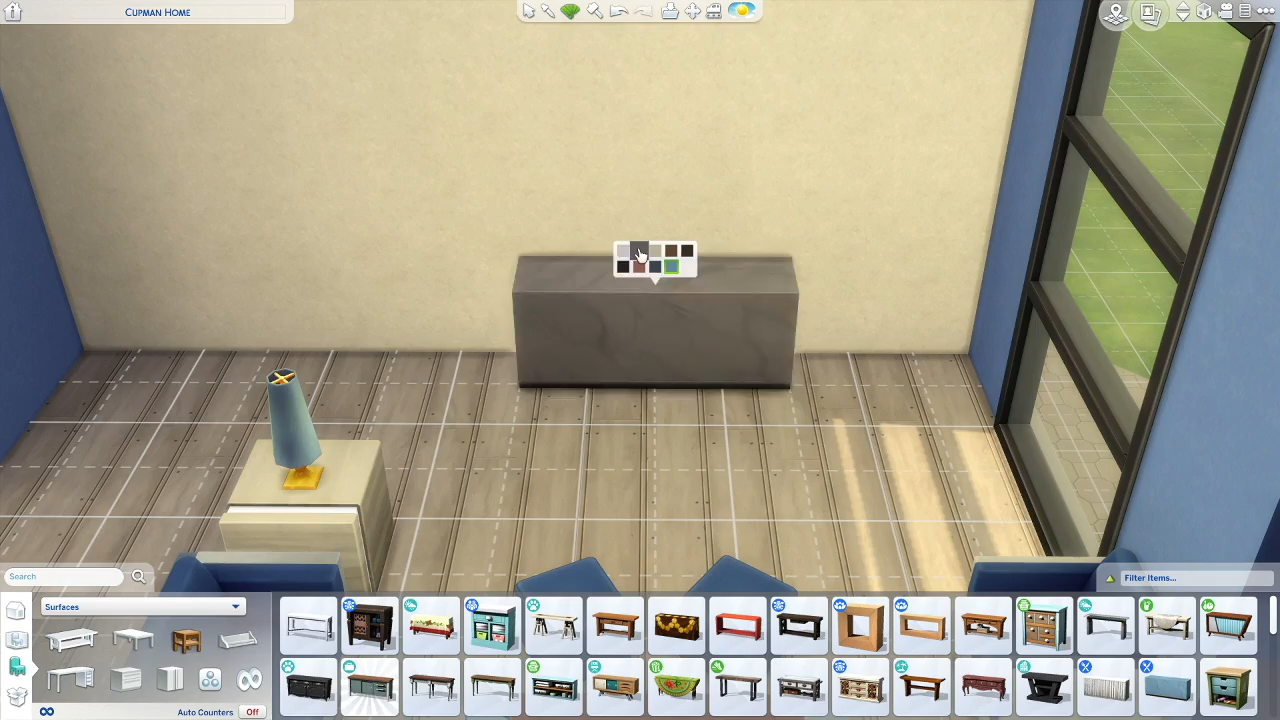 Cupman Home
Search
Filter Items...
Surfaces
Auto Counters
Off